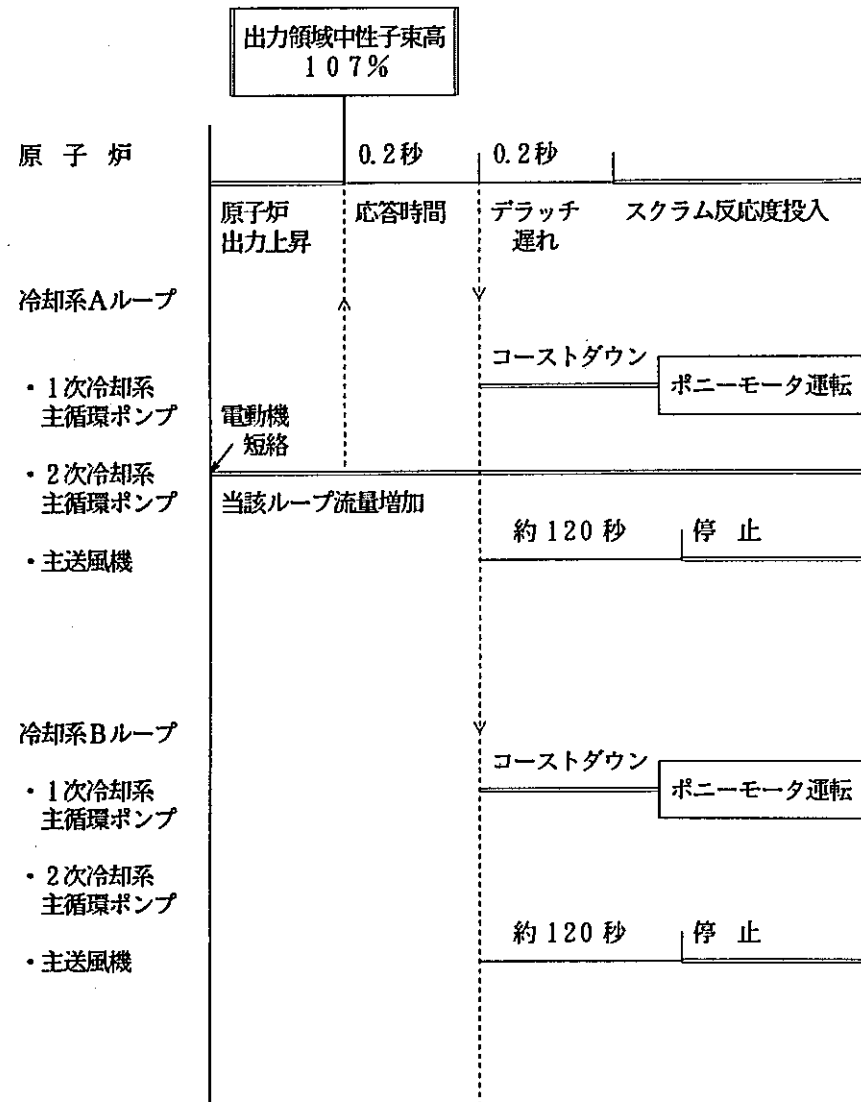 出力領域中性子束高
107%
原子炉
0.2秒
0.2秒
原子炉
出力上昇
応答時間
デラッチ
遅れ
スクラム反応度投入
冷却系Aループ
コーストダウン
ポニーモータ運転
・1次冷却系
主循環ポンプ
電動機
短絡
・2次冷却系
主循環ポンプ
当該ループ流量増加
約120秒
停止
・主送風機
冷却系Bループ
コーストダウン
ポニーモータ運転
・1次冷却系
主循環ポンプ
・2次冷却系
主循環ポンプ
約120秒
停止
・主送風機